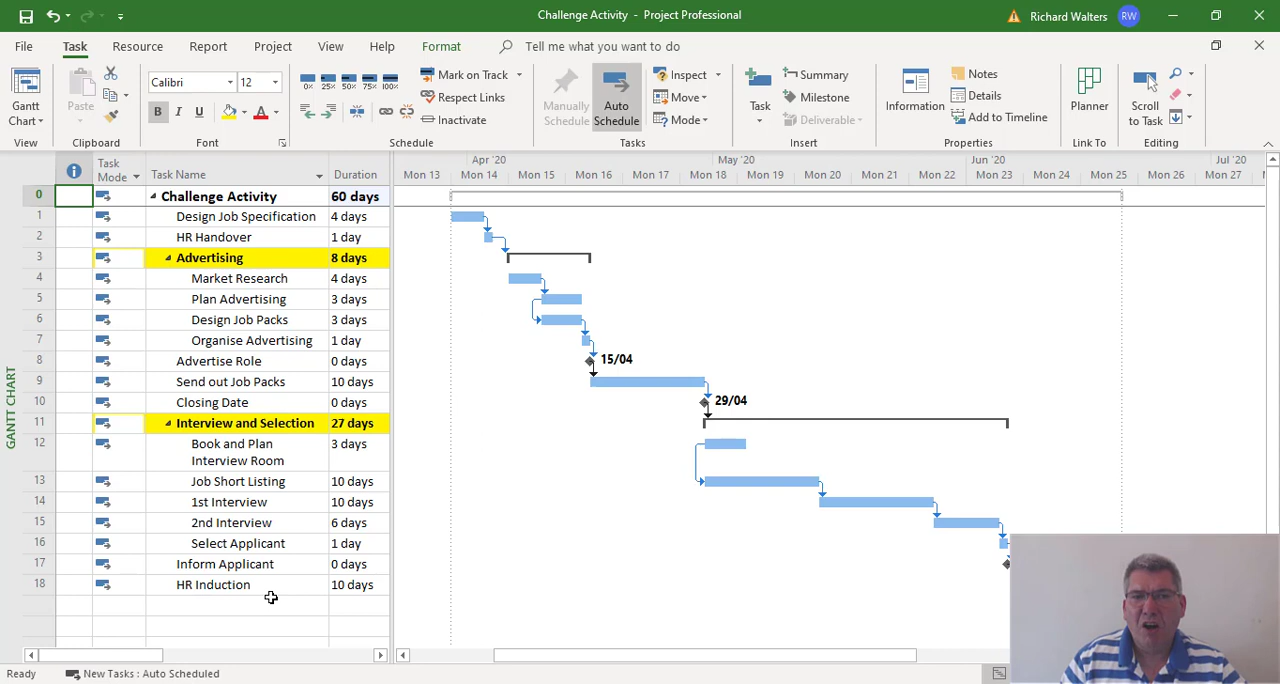 Challenge Activity - Project Professional
Richard Walters RW
File Task Resource Report Project View Help Format Tell me what you want to do
Gantt Chart
View
Paste
Clipboard
Calibri 12
B I U A
Font
0% 25% 50% 75% 100%
Mark on Track
Respect Links
Inactivate
Schedule
Manually Schedule
Auto Schedule
Inspect
Move
Mode
Tasks
Task
Summary
Milestone
Deliverable
Insert
Information
Notes
Details
Add to Timeline
Properties
Planner
Link To
Scroll to Task
Editing
Task Mode Task Name Duration
Apr '20 May '20 Jun '20 Jul '20
Mon 13 Mon 14 Mon 15 Mon 16 Mon 17 Mon 18 Mon 19 Mon 20 Mon 21 Mon 22 Mon 23 Mon 24 Mon 25 Mon 27
0 Challenge Activity 60 days
1 Design Job Specification 4 days
2 HR Handover 1 day
3 Advertising 8 days
4 Market Research 4 days
5 Plan Advertising 3 days
6 Design Job Packs 3 days
7 Organise Advertising 1 day
8 Advertise Role 0 days 15/04
9 Send out Job Packs 10 days
10 Closing Date 0 days 29/04
11 Interview and Selection 27 days
12 Book and Plan Interview Room 3 days
13 Job Short Listing 10 days
14 1st Interview 10 days
15 2nd Interview 6 days
16 Select Applicant 1 day
17 Inform Applicant 0 days
18 HR Induction 10 days
GANTT CHART
Ready New Tasks : Auto Scheduled